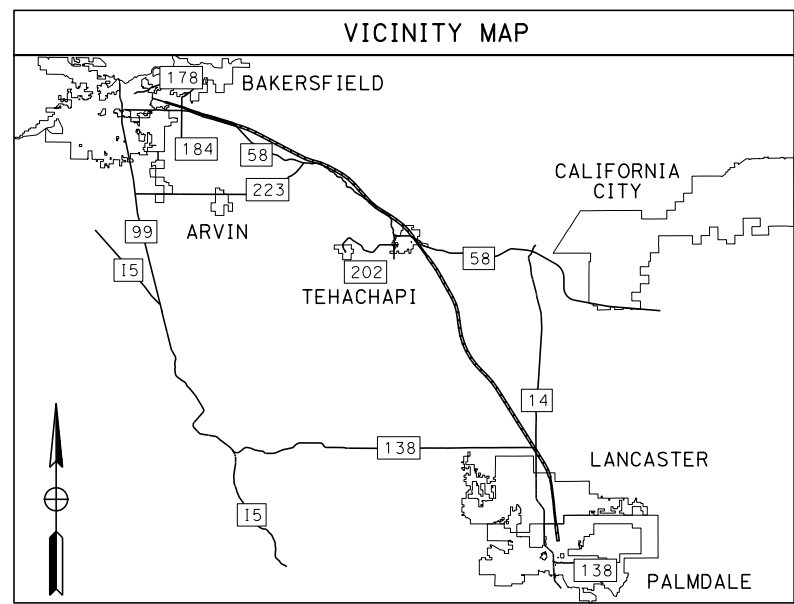 VICINITY MAP
178
BAKERSFIELD
184
58
223
CALIFORNIA
CITY
99
ARVIN
I5
202
58
TEHACHAPI
14
138
LANCASTER
I5
138
PALMDALE